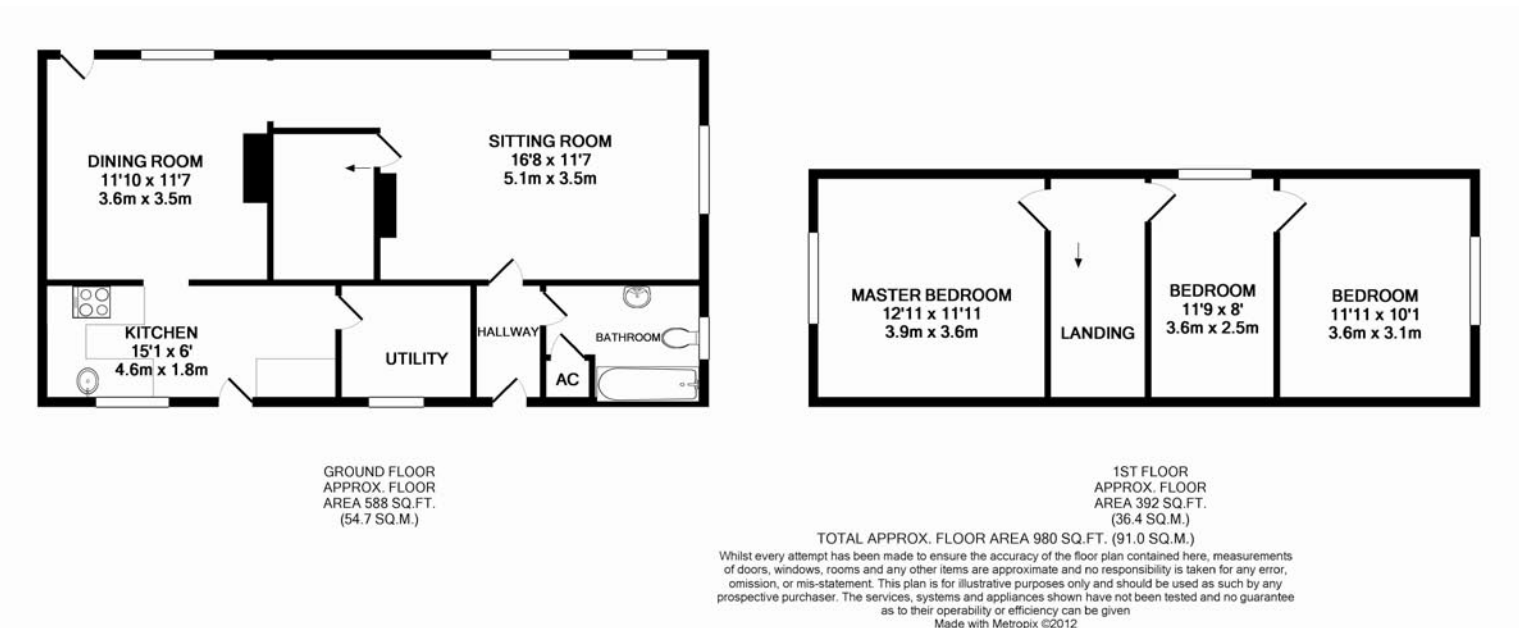 DINING ROOM
11'10 x 11'7
3.6m x 3.5m
SITTING ROOM
16'8 x 11'7
5.1m x 3.5m
KITCHEN
15'1 x 6'
4.6m x 1.8m
UTILITY
HALLWAY
BATHROOM
AC
MASTER BEDROOM
12'11 x 11'11
3.9m x 3.6m
LANDING
BEDROOM
11'9 x 8'
3.6m x 2.5m
BEDROOM
11'11 x 10'1
3.6m x 3.1m
GROUND FLOOR
APPROX. FLOOR
AREA 588 SQ.FT.
(54.7 SQ.M.)
1ST FLOOR
APPROX. FLOOR
AREA 392 SQ.FT.
(36.4 SQ.M.)
TOTAL APPROX. FLOOR AREA 980 SQ.FT. (91.0 SQ.M.)
Whilst every attempt has been made to ensure the accuracy of the floor plan contained here, measurements
of doors, windows, rooms and any other items are approximate and no responsibility is taken for any error,
omission, or mis-statement. This plan is for illustrative purposes only and should be used as such by any
prospective purchaser. The services, systems and appliances shown have not been tested and no guarantee
as to their operability or efficiency can be given
Made with Metropix ©2012